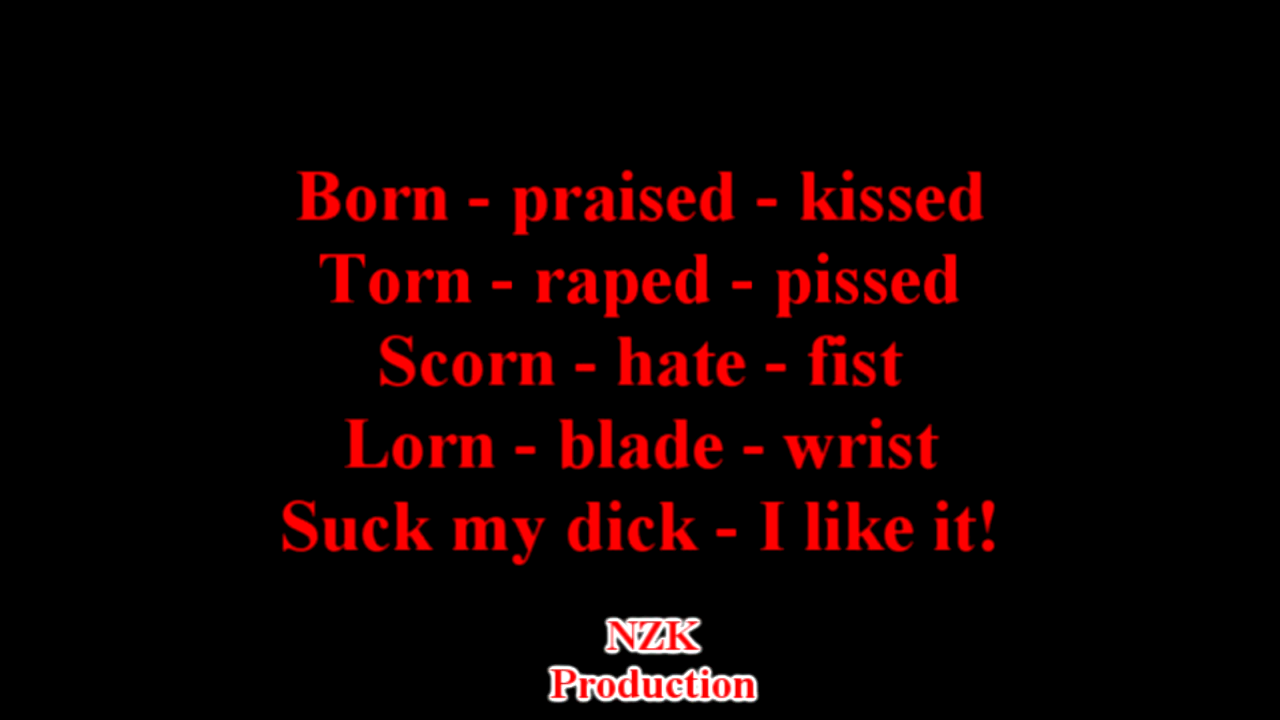 Born - praised - kissed
Torn - raped - pissed
Scorn - hate - fist
Lorn - blade - wrist
Suck my dick - I like it!
NZK
Production